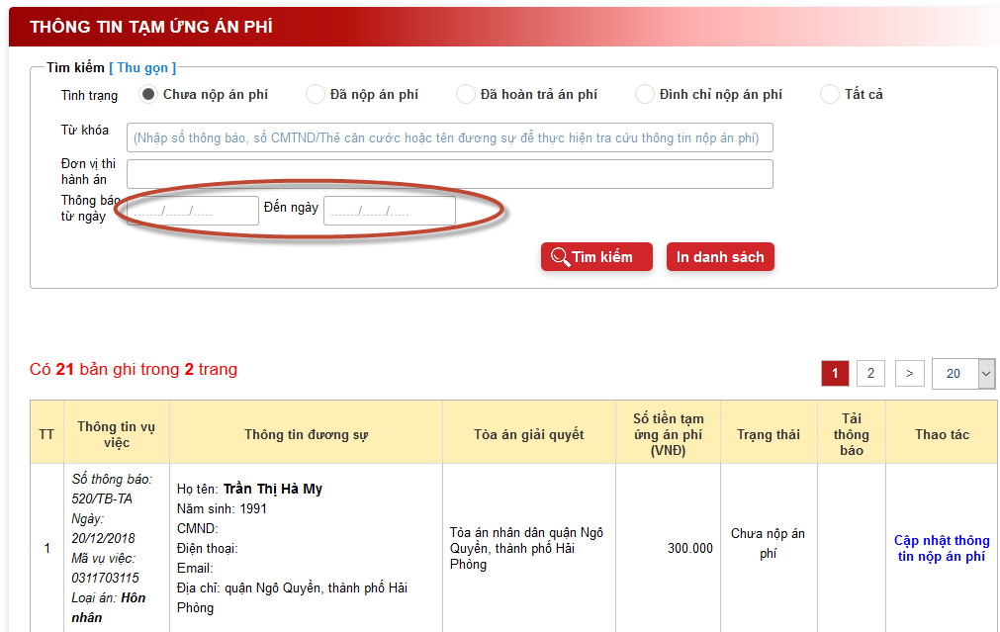 THÔNG TIN TẠM ỨNG ÁN PHÍ
Tìm kiếm [ Thu gọn ]
Tình trạng Chưa nộp án phí Đã nộp án phí Đã hoàn trả án phí Đình chỉ nộp án phí Tất cả
Từ khóa (Nhập số thông báo, số CMTND/Thẻ căn cước hoặc tên đương sự để thực hiện tra cứu thông tin nộp án phí)
Đơn vị thi
hành án
Thông báo
từ ngày ....../....../..... Đến ngày ....../....../.....
Tìm kiếm In danh sách
Có 21 bản ghi trong 2 trang
1 2 > 20
TT
Thông tin vụ
việc
Thông tin đương sự
Tòa án giải quyết
Số tiền tạm
ứng án phí
(VNĐ)
Trạng thái
Tải
thông
báo
Thao tác
1
Số thông báo:
520/TB-TA
Ngày:
20/12/2018
Mã vụ việc:
0311703115
Loại án: Hôn
nhân
Họ tên: Trần Thị Hà My
Năm sinh: 1991
CMND:
Điện thoại:
Email:
Địa chỉ: quận Ngô Quyền, thành phố Hải
Phòng
Tòa án nhân dân quận Ngô
Quyền, thành phố Hải
Phòng
300.000
Chưa nộp án
phí
Cập nhật thông
tin nộp án phí